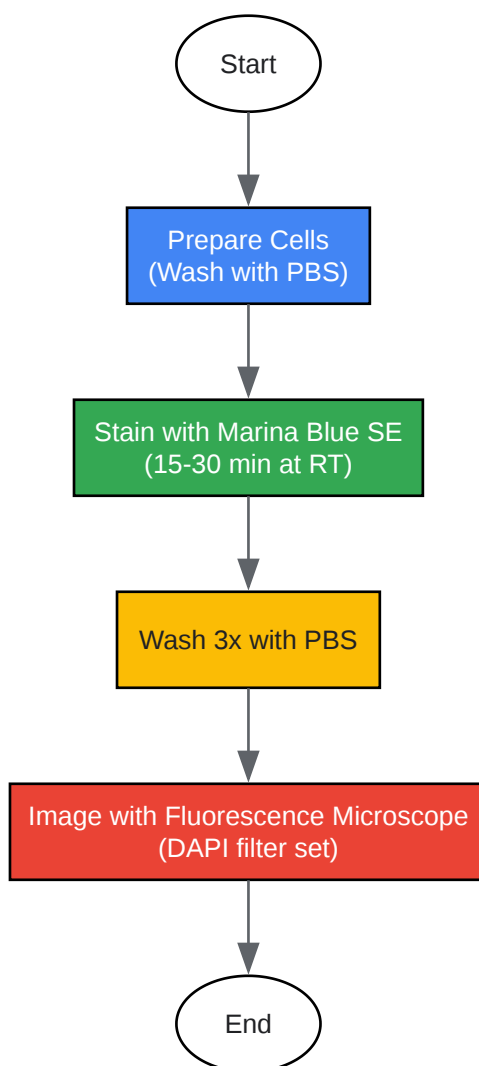 Start
Prepare Cells
(Wash with PBS)
Stain with Marina Blue SE
(15-30 min at RT)
Wash 3x with PBS
Image with Fluorescence Microscope
(DAPI filter set)
End